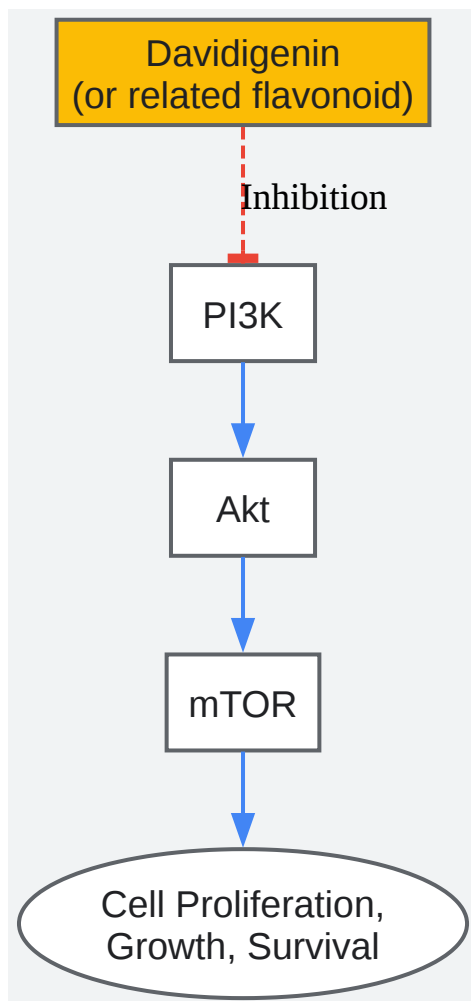 Davidigenin
(or related flavonoid)
Inhibition
PI3K
Akt
mTOR
Cell Proliferation,
Growth, Survival